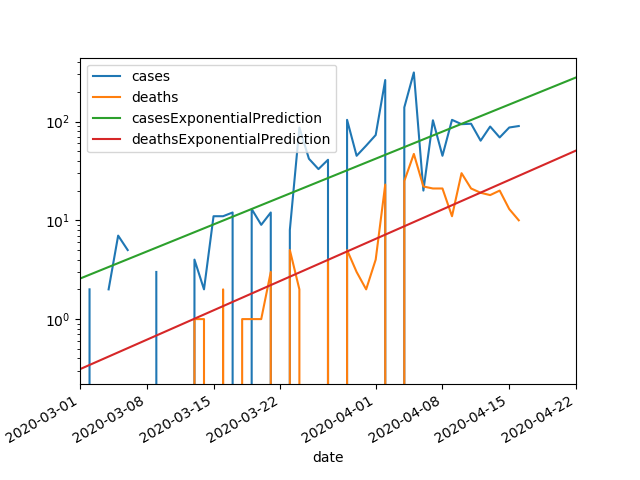 cases
deaths
casesExponentialPrediction
deathsExponentialPrediction
10²
10¹
10⁰
2020-03-01
2020-03-08
2020-03-15
2020-03-22
2020-04-01
2020-04-08
2020-04-15
2020-04-22
date